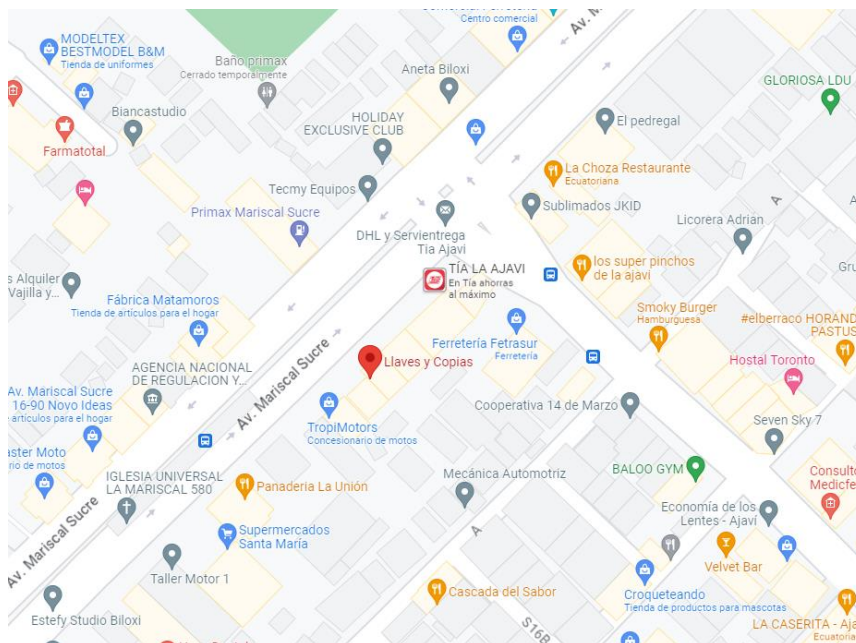 Centro comercial
Av. Mariscal Sucre
MODELTEX
BESTMODEL B&M
Tienda de uniformes
Baño primax
Cerrado temporalmente
Aneta Biloxi
GLORIOSA LDU
Biancastudio
HOLIDAY
EXCLUSIVE CLUB
El pedregal
Farmatotal
La Choza Restaurante
Ecuatoriana
Tecmy Equipos
Sublimados JKID
A
Primax Mariscal Sucre
DHL y Servientrega
Tia Ajavi
Licorera Adrian
los super pinchos
de la ajavi
s Alquiler
Vajilla y...
TÍA LA AJAVI
En Tía ahorras
al máximo
Fábrica Matamoros
Tienda de artículos para el hogar
Smoky Burger
Hamburguesa
#elberraco HORAND
PASTUS
Ferretería Fetrasur
Ferretería
Hostal Toronto
Llaves y Copias
AGENCIA NACIONAL
DE REGULACION Y...
Av. Mariscal Sucre
Av. Mariscal Sucre
16-90 Novo Ideas
e artículos para el hogar
Cooperativa 14 de Marzo
TropiMotors
Concesionario de motos
Seven Sky 7
aster Moto
rio de motos
BALOO GYM
Mecánica Automotriz
Consulto
Medicfe
IGLESIA UNIVERSAL
LA MARISCAL 580
Panaderia La Unión
Economía de los
Lentes - Ajaví
Av. Mariscal Sucre
Supermercados
Santa María
A
Velvet Bar
Taller Motor 1
Cascada del Sabor
Croqueteando
Tienda de productos para mascotas
Estefy Studio Biloxi
S16B
LA CASERITA - Aja
Ecuatori